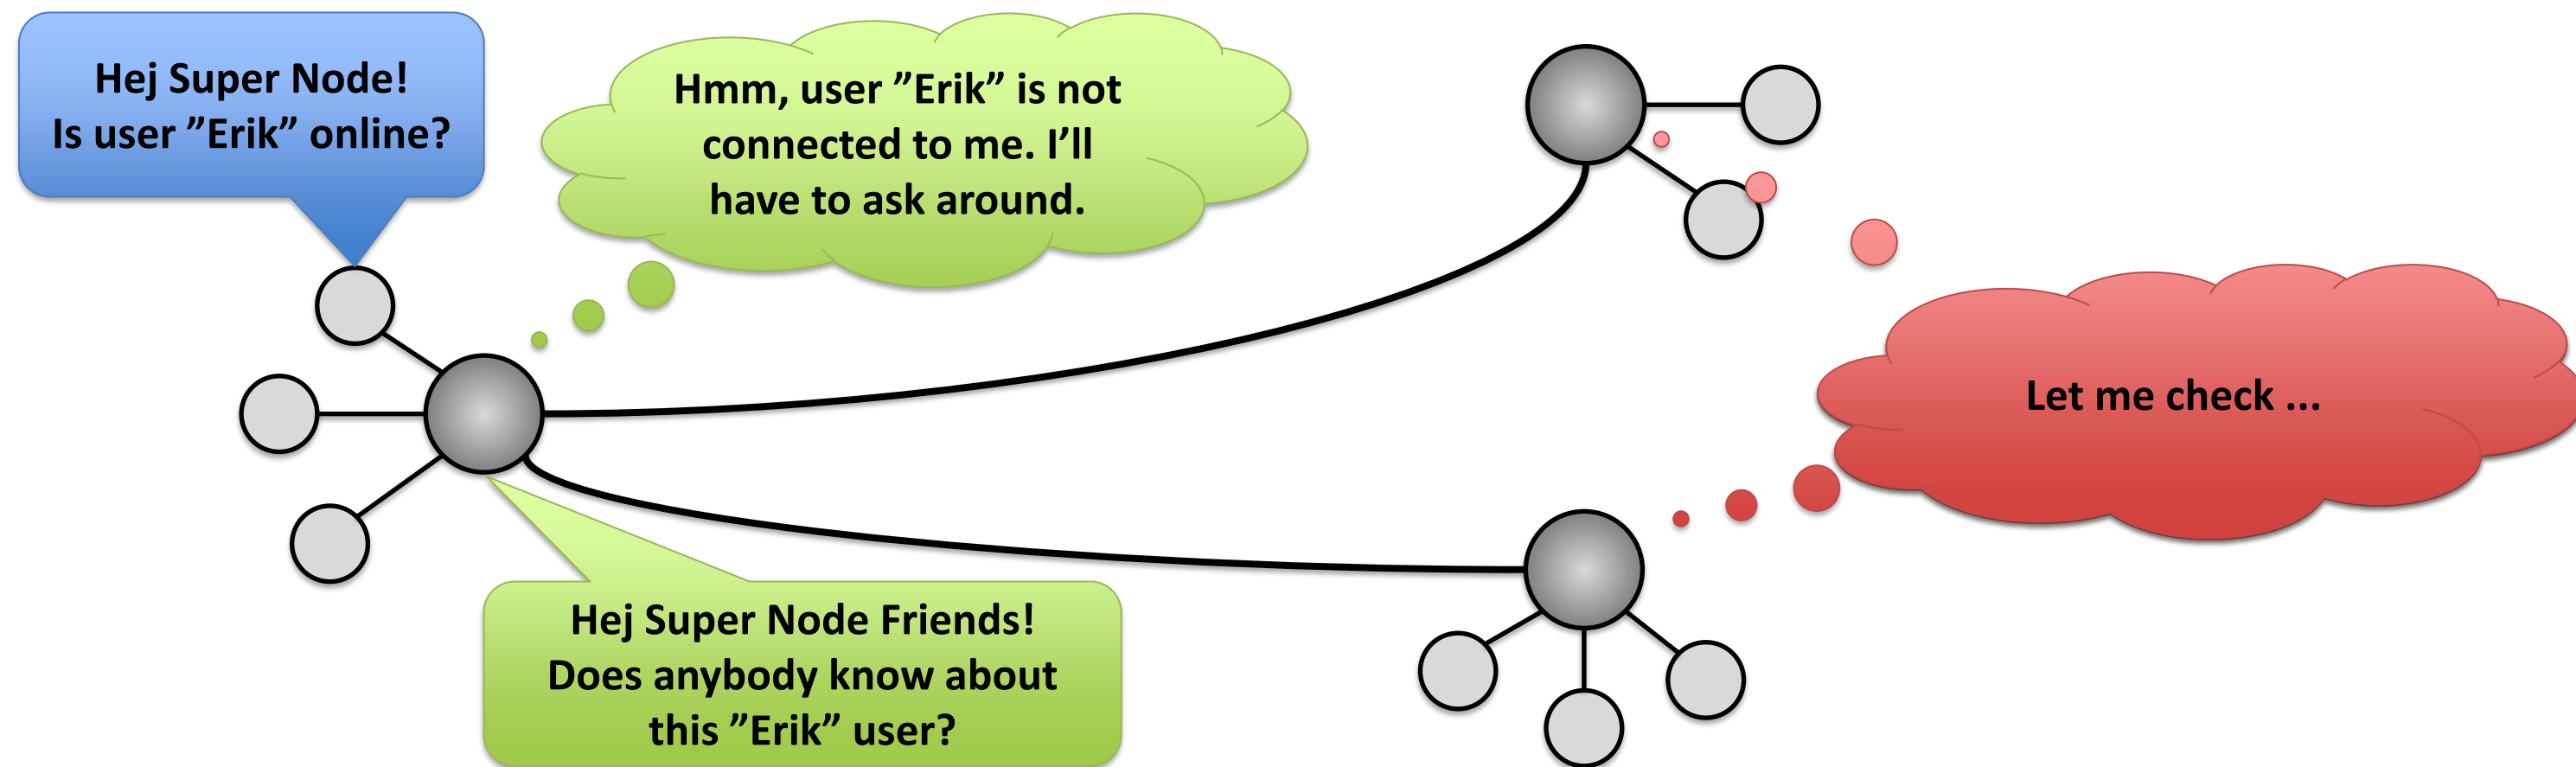 Hej Super Node!
Is user ”Erik” online?
Hmm, user ”Erik” is not
connected to me. I’ll
have to ask around.
Let me check ...
Hej Super Node Friends!
Does anybody know about
this ”Erik” user?